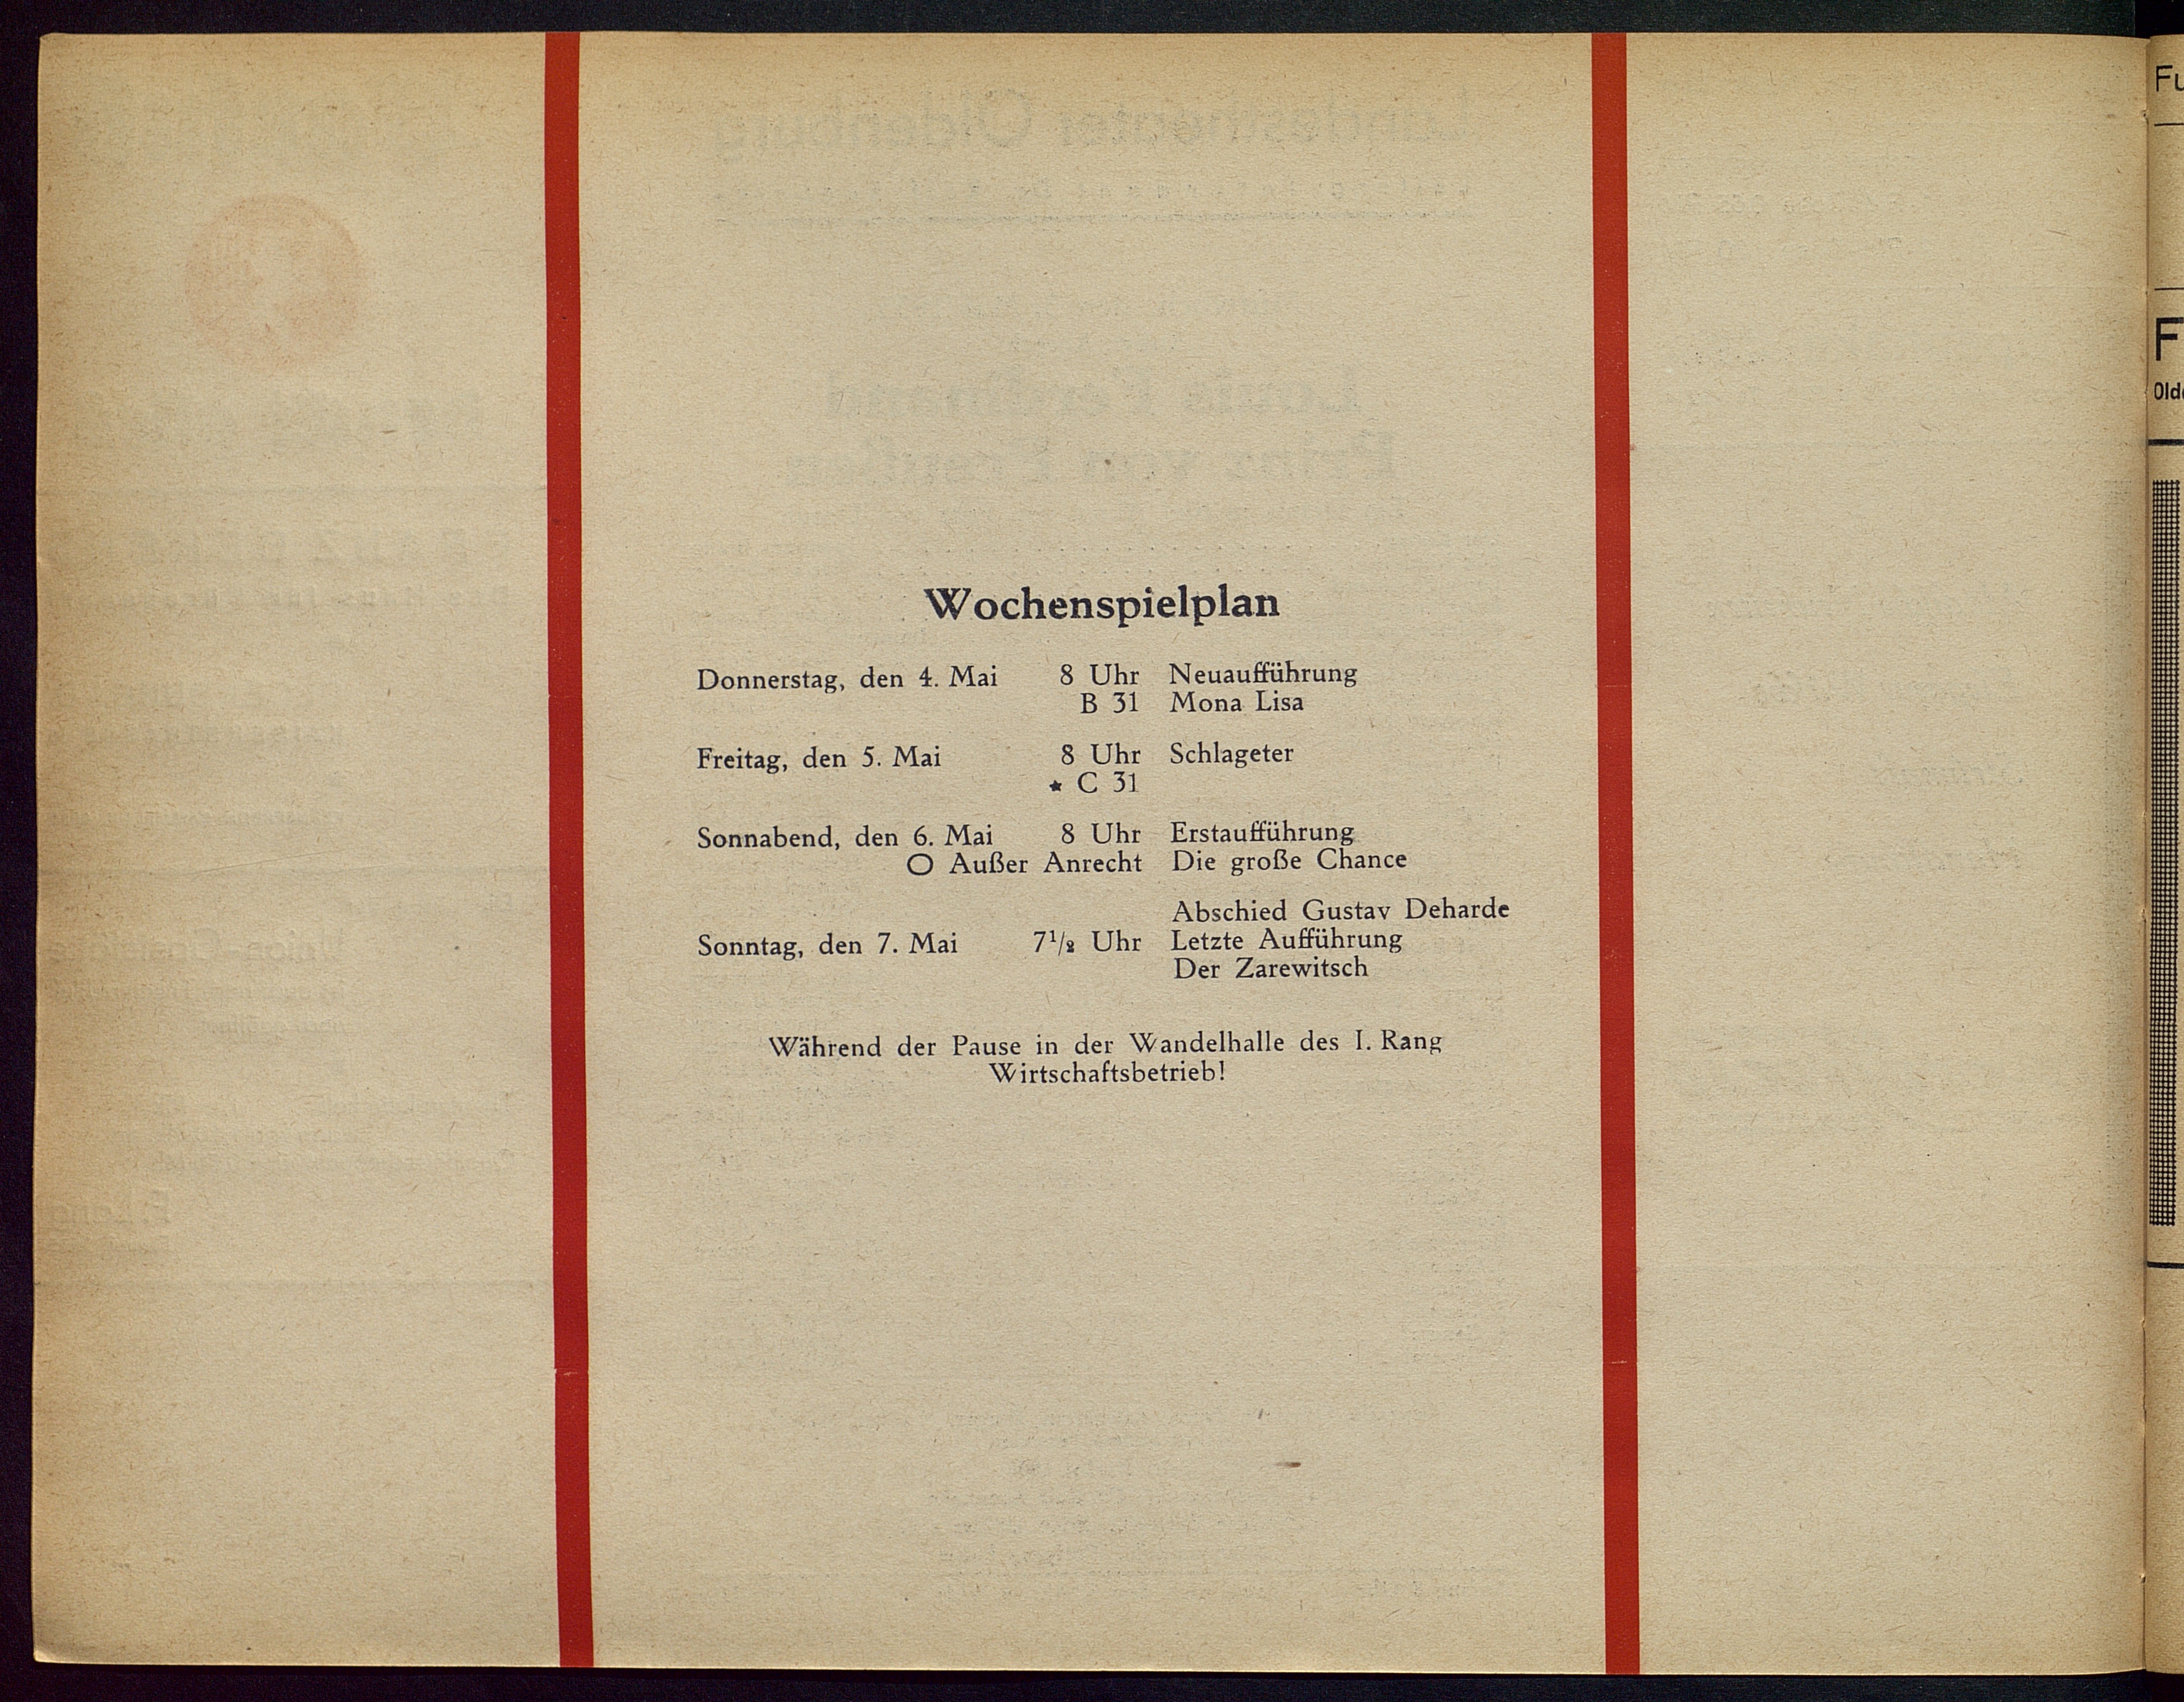 Wochenspielplan
Donnerstag, den 4. Mai 8 Uhr Neuaufführung
B 31 Mona Lisa
Freitag, den 5. Mai 8 Uhr Schlageter
★ C 31
Sonnabend, den 6. Mai 8 Uhr Erstaufführung
O Außer Anrecht Die große Chance
Abschied Gustav Deharde
Sonntag, den 7. Mai 7½ Uhr Letzte Aufführung
Der Zarewitsch
Während der Pause in der Wandelhalle des I. Rang
Wirtschaftsbetrieb!